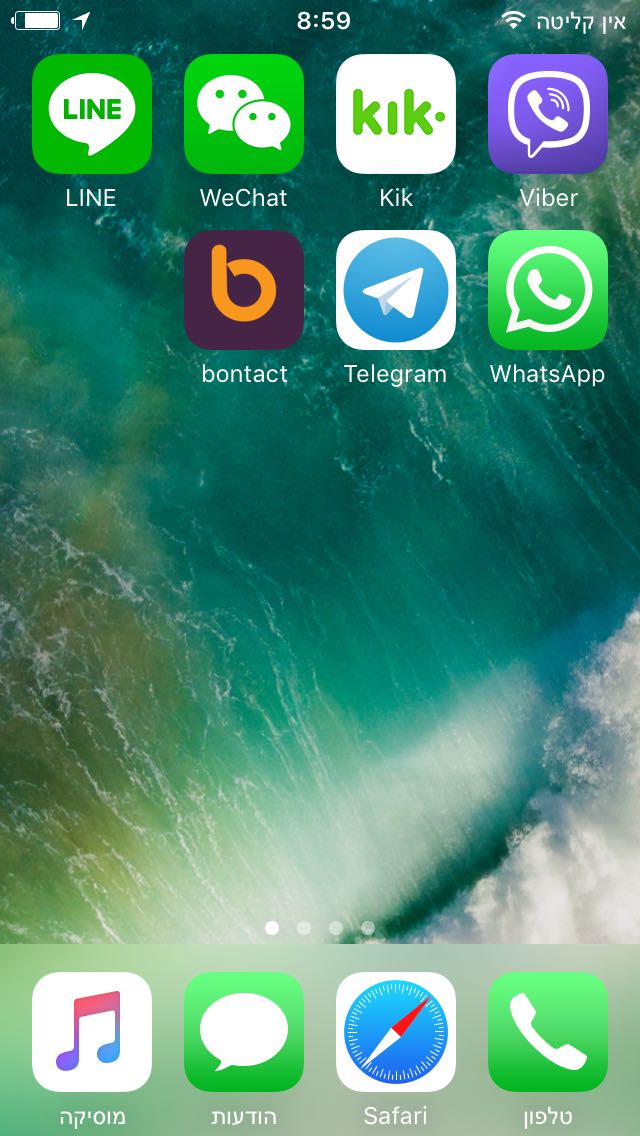 8:59
אין קליטה
LINE
kik.
LINE
WeChat
Kik
Viber
b
bontact
Telegram
WhatsApp
מוסיקה
הודעות
Safari
טלפון